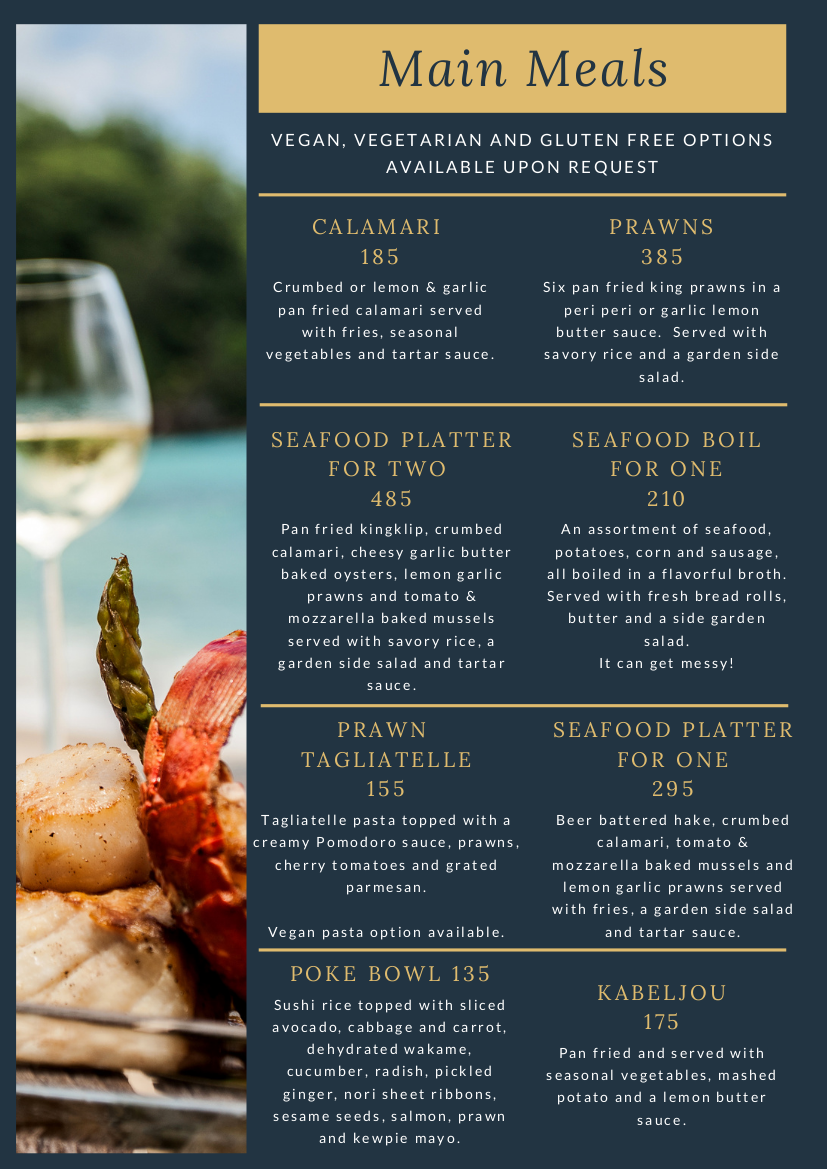 Main Meals
VEGAN, VEGETARIAN AND GLUTEN FREE OPTIONS
AVAILABLE UPON REQUEST
CALAMARI
185
Crumbed or lemon & garlic
pan fried calamari served
with fries, seasonal
vegetables and tartar sauce.
PRAWNS
385
Six pan fried king prawns in a
peri peri or garlic lemon
butter sauce. Served with
savory rice and a garden side
salad.
SEAFOOD PLATTER
FOR TWO
485
Pan fried kingklip, crumbed
calamari, cheesy garlic butter
baked oysters, lemon garlic
prawns and tomato &
mozzarella baked mussels
served with savory rice, a
garden side salad and tartar
sauce.
SEAFOOD BOIL
FOR ONE
210
An assortment of seafood,
potatoes, corn and sausage,
all boiled in a flavorful broth.
Served with fresh bread rolls,
butter and a side garden
salad.
It can get messy!
PRAWN
TAGLIATELLE
155
Tagliatelle pasta topped with a
creamy Pomodoro sauce, prawns,
cherry tomatoes and grated
parmesan.
Vegan pasta option available.
SEAFOOD PLATTER
FOR ONE
295
Beer battered hake, crumbed
calamari, tomato &
mozzarella baked mussels and
lemon garlic prawns served
with fries, a garden side salad
and tartar sauce.
POKE BOWL 135
Sushi rice topped with sliced
avocado, cabbage and carrot,
dehydrated wakame,
cucumber, radish, pickled
ginger, nori sheet ribbons,
sesame seeds, salmon, prawn
and kewpie mayo.
KABELJOU
175
Pan fried and served with
seasonal vegetables, mashed
potato and a lemon butter
sauce.